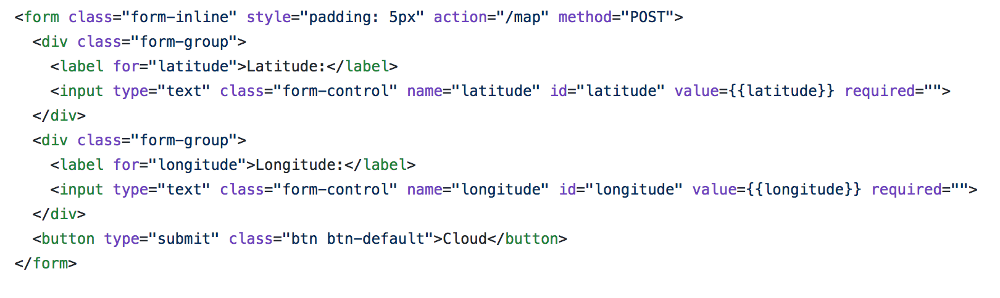 <form class="form-inline" style="padding: 5px" action="/map" method="POST">
  <div class="form-group">
    <label for="latitude">Latitude:</label>
    <input type="text" class="form-control" name="latitude" id="latitude" value={{latitude}} required="">
  </div>
  <div class="form-group">
    <label for="longitude">Longitude:</label>
    <input type="text" class="form-control" name="longitude" id="longitude" value={{longitude}} required="">
  </div>
  <button type="submit" class="btn btn-default">Cloud</button>
</form>